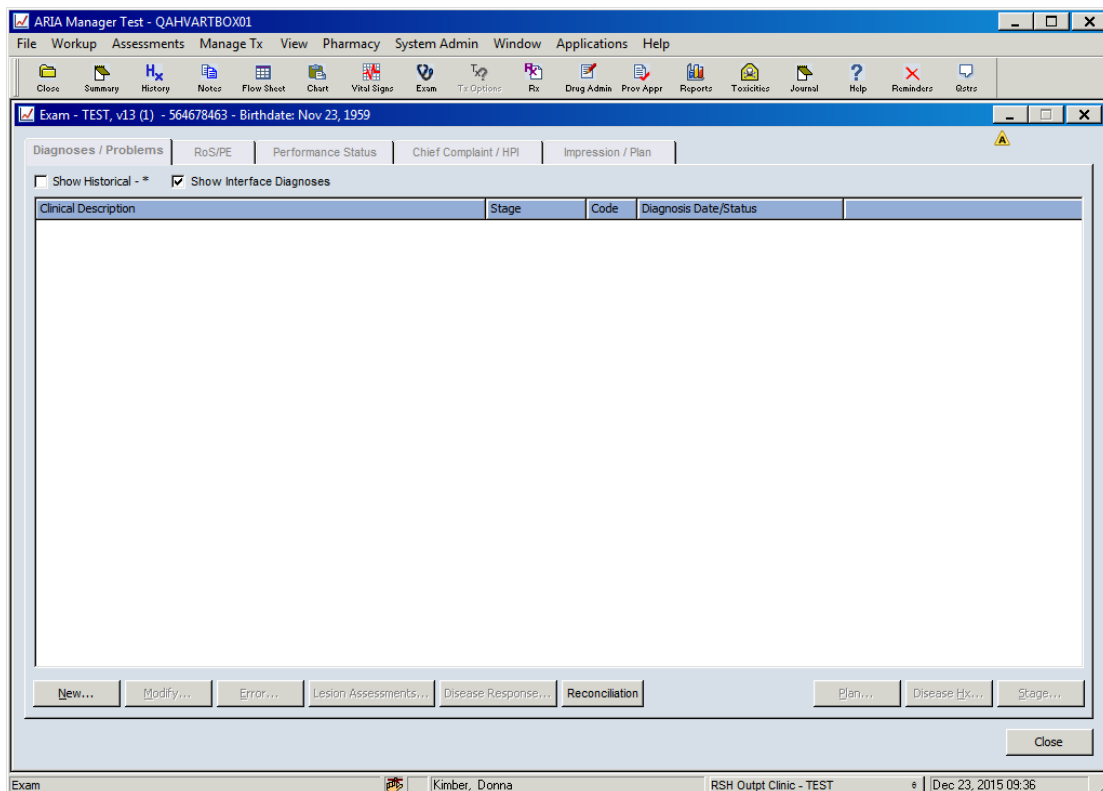 ARIA Manager Test - QAHVARTBOX01
File Workup Assessments Manage Tx View Pharmacy System Admin Window Applications Help
Close Summary History Notes Flow Sheet Chart Vital Signs Exam Tx Options Rx Drug Admin Prov Appr Reports Toxicities Journal Help Reminders Qstrs
Exam - TEST, v13 (1) - 564678463 - Birthdate: Nov 23, 1959
Diagnoses / Problems RoS/PE Performance Status Chief Complaint / HPI Impression / Plan
Show Historical - * Show Interface Diagnoses
Clinical Description Stage Code Diagnosis Date/Status
New... Modify... Error... Lesion Assessments... Disease Response... Reconciliation Plan... Disease Hx... Stage...
Close
Exam Kimber, Donna RSH Outpt Clinic - TEST Dec 23, 2015 09:36